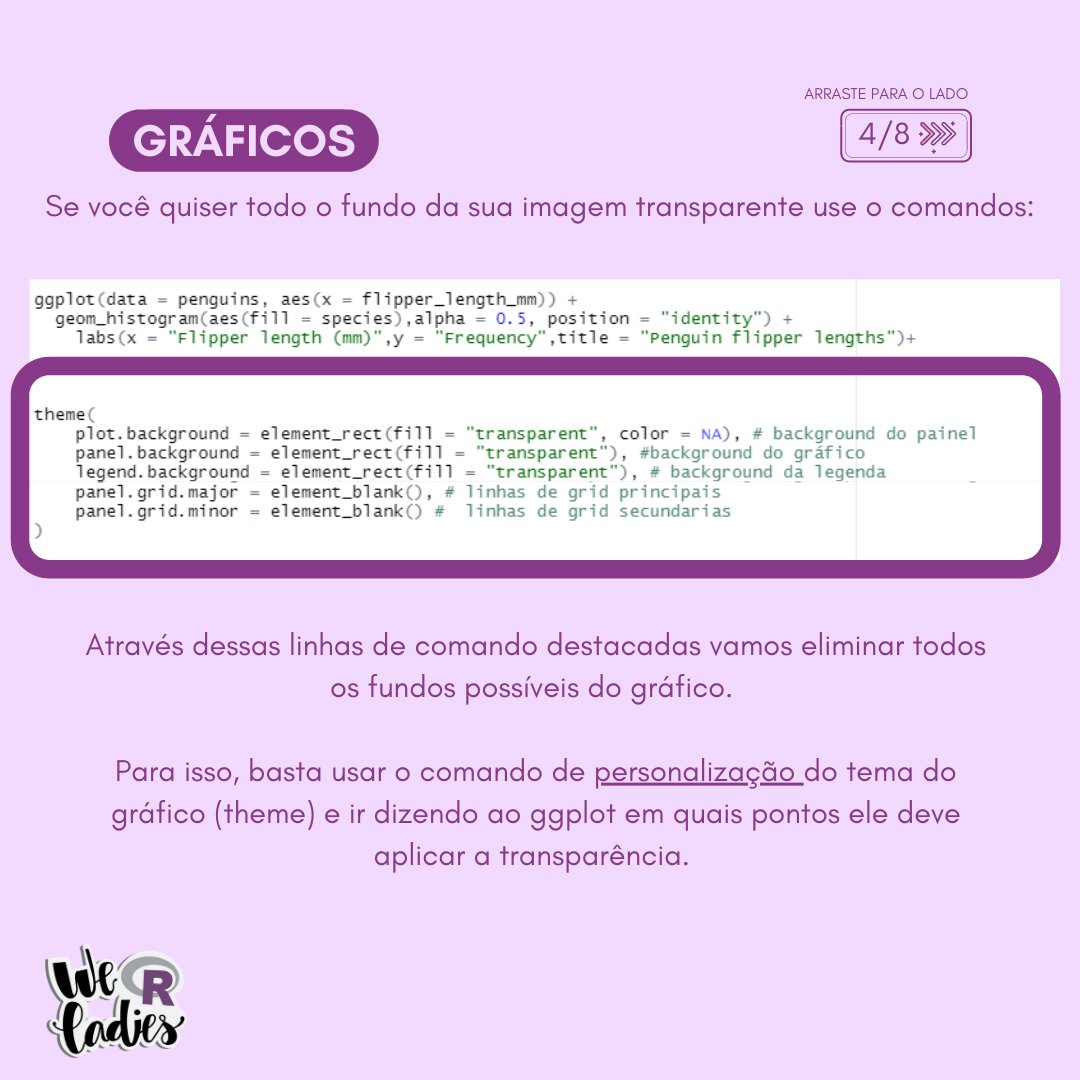 ARRASTE PARA O LADO
GRÁFICOS
4/8
Se você quiser todo o fundo da sua imagem transparente use o comandos:
ggplot(data = penguins, aes(x = flipper_length_mm)) +
geom_histogram(aes(fill = species),alpha = 0.5, position = "identity") +
labs(x = "Flipper length (mm)",y = "Frequency",title = "Penguin flipper lengths")+
theme(
plot.background = element_rect(fill = "transparent", color = NA), # background do painel
panel.background = element_rect(fill = "transparent"), #background do gráfico
legend.background = element_rect(fill = "transparent"), # background da legenda
panel.grid.major = element_blank(), # linhas de grid principais
panel.grid.minor = element_blank() #  linhas de grid secundarias
)
Através dessas linhas de comando destacadas vamos eliminar todos
os fundos possíveis do gráfico.
Para isso, basta usar o comando de personalização do tema do
gráfico (theme) e ir dizendo ao ggplot em quais pontos ele deve
aplicar a transparência.
We R
Ladies